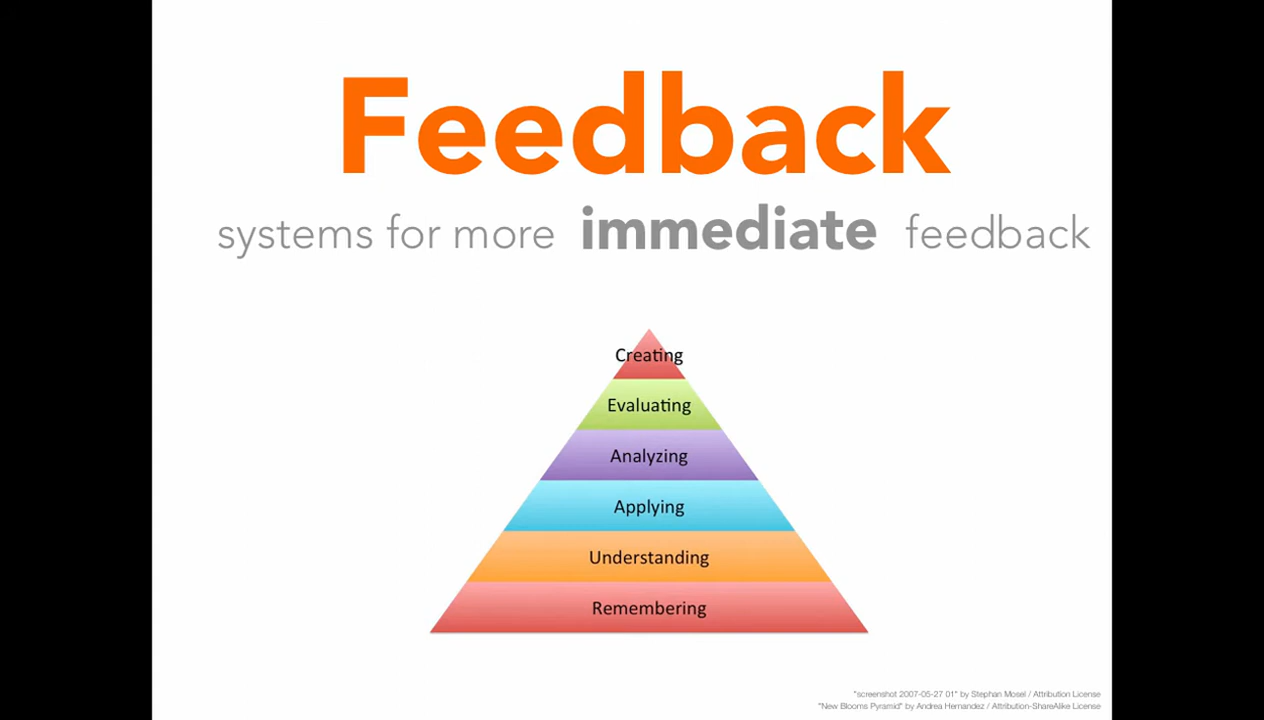 Feedback
systems for more immediate feedback
Creating
Evaluating
Analyzing
Applying
Understanding
Remembering
"screenshot 2007-05-27 01" by Stephan Mosel / Attribution License
"New Blooms Pyramid" by Andrea Hernandez / Attribution-ShareAlike License